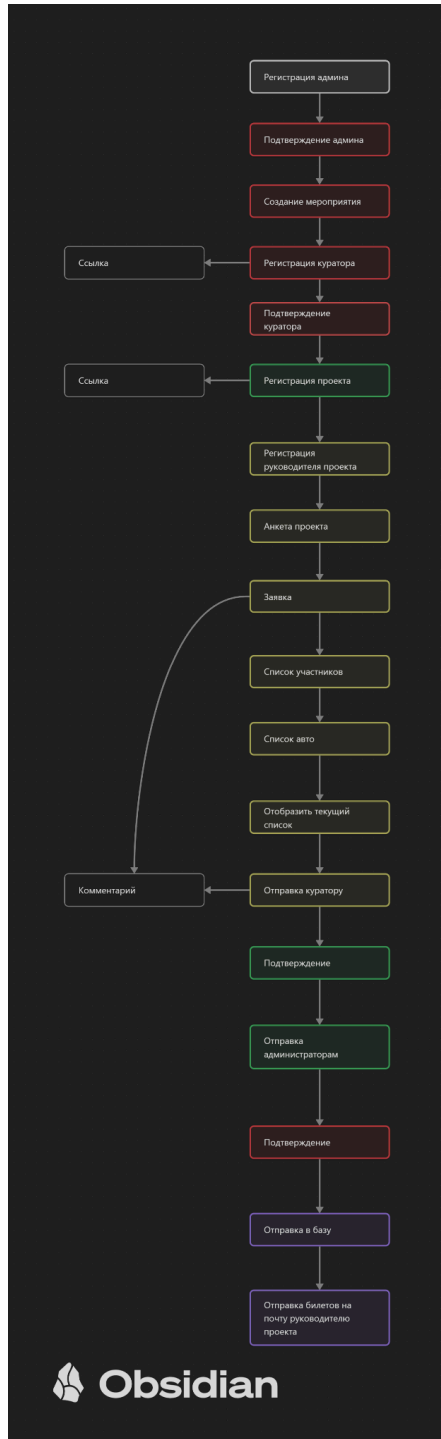 Регистрация админа
Подтверждение админа
Создание мероприятия
Ссылка
Регистрация куратора
Подтверждение
куратора
Ссылка
Регистрация проекта
Регистрация
руководителя проекта
Анкета проекта
Заявка
Список участников
Список авто
Отобразить текущий
список
Комментарий
Отправка куратору
Подтверждение
Отправка
администраторам
Подтверждение
Отправка в базу
Отправка билетов на
почту руководителю
проекта
Obsidian